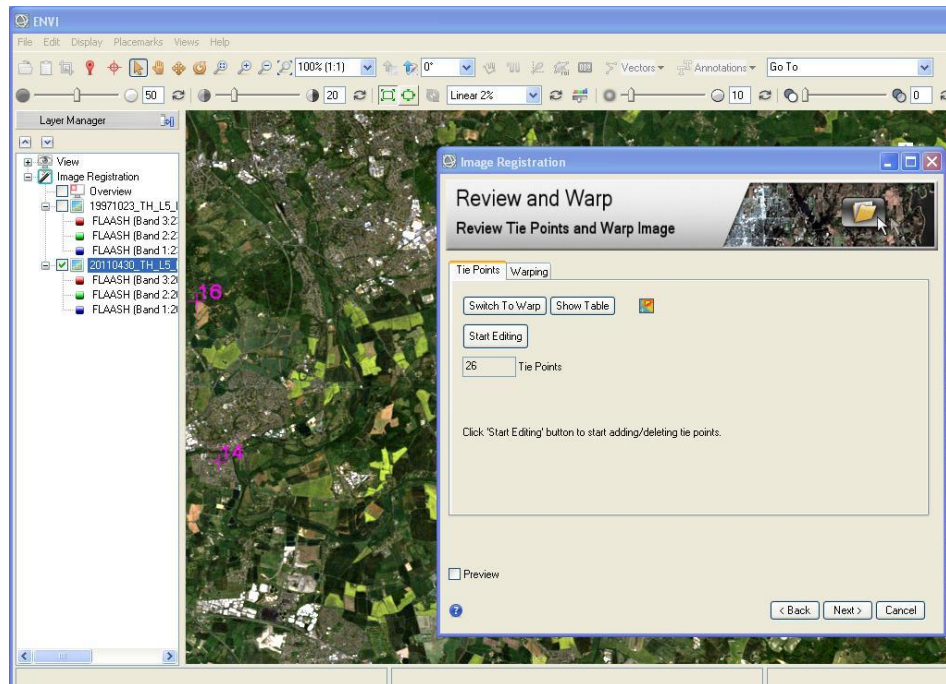 ENVI
File Edit Display Placemarks Views Help
100% (1:1) 0° Vectors Annotations Go To
50 20 Linear 2% 10 0
Layer Manager
View
Image Registration
Overview
19971023_TH_L5_
FLAASH (Band 3:2
FLAASH (Band 2:2
FLAASH (Band 1:2
20110430_TH_L5_
FLAASH (Band 3:20
FLAASH (Band 2:20
FLAASH (Band 1:20
16
14
Image Registration
Review and Warp
Review Tie Points and Warp Image
Tie Points Warping
Switch To Warp Show Table
Start Editing
26 Tie Points
Click 'Start Editing' button to start adding/deleting tie points.
Preview
< Back Next > Cancel